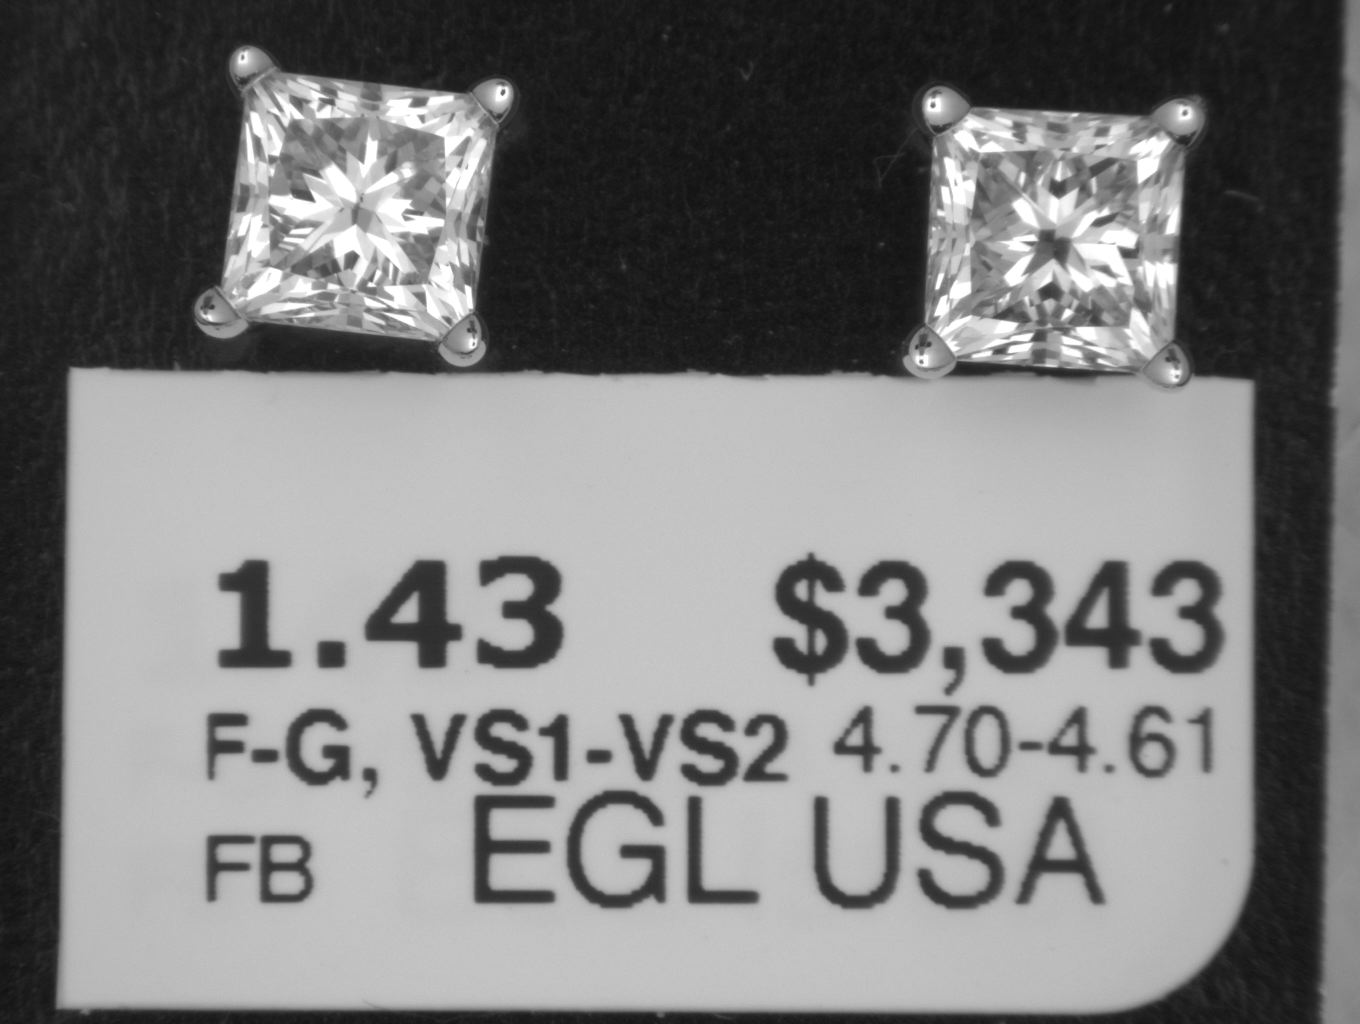 1.43 $3,343
F-G, VS1-VS2 4.70-4.61
FB EGL USA